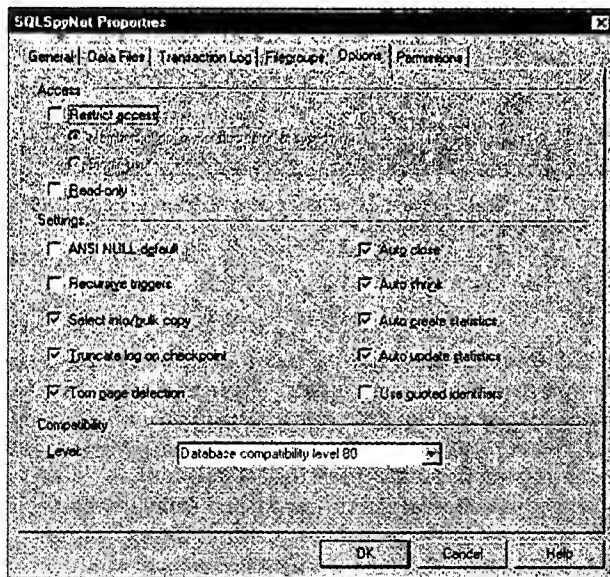 SQLSpyNet Properties
General Data Files Transaction Log Filegroups Options Permissions
Access
Restrict access
Read-only
Settings
ANSI NULL default Auto close
Recursive triggers Auto shrink
Select into/bulk copy Auto create statistics
Truncate log on checkpoint Auto update statistics
Torn page detection Use quoted identifiers
Compatibility
Level: Database compatibility level 80
OK Cancel Help